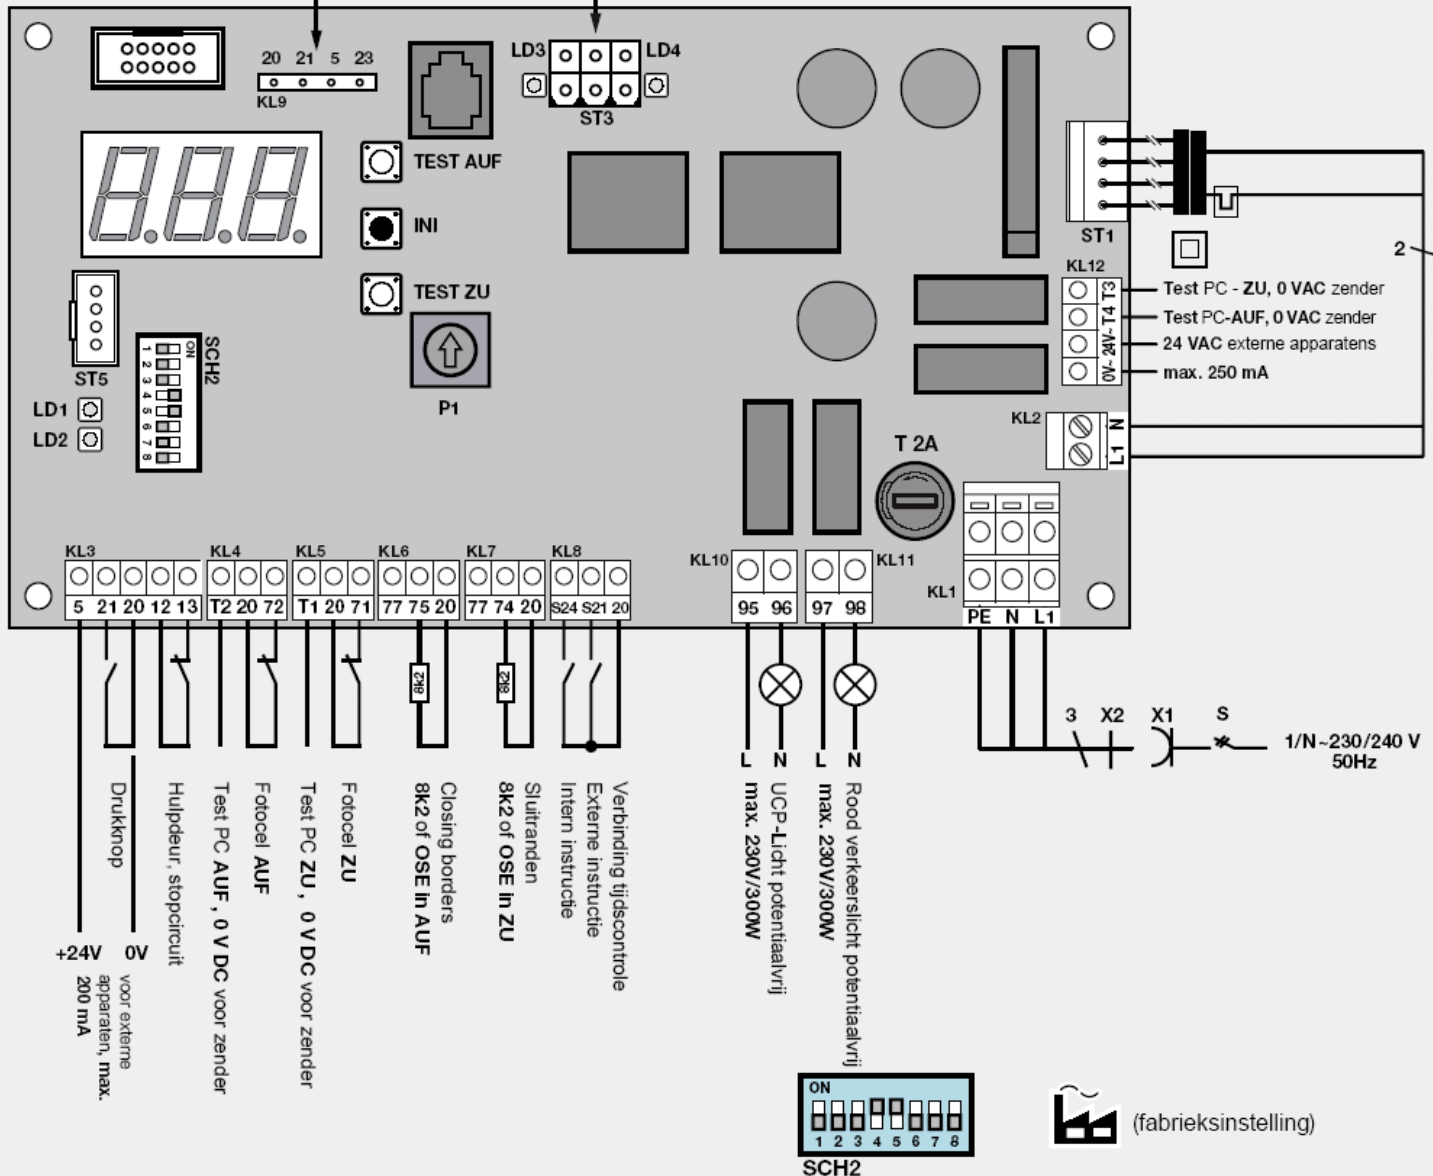 20 21 5 23
KL9
LD3
LD4
ST3
TEST AUF
INI
TEST ZU
P1
ST5
LD1
LD2
ON
1 2 3 4 5 6 7 8
SCH2
ST1
2
KL12
T3
T4
24V~
0V~
Test PC - ZU, 0 VAC zender
Test PC-AUF, 0 VAC zender
24 VAC externe apparatens
max. 250 mA
KL2
N
L1
T 2A
KL3
5 21 20 12 13
KL4
T2 20 72
KL5
T1 20 71
KL6
77 75 20
KL7
77 74 20
KL8
S24 S21 20
KL10
95 96
KL11
97 98
KL1
PE N L1
8k2
8k2
L N L N
3 X2 X1 S
1/N~230/240 V
50Hz
+24V 0V
voor externe
apparaten, max.
200 mA
Drukknop
Hulpdeur, stopcircuit
Test PC AUF , 0 V DC voor zender
Fotocel AUF
Test PC ZU , 0 V DC voor zender
Fotocel ZU
Closing borders
8k2 of OSE in AUF
Sluitranden
8k2 of OSE in ZU
Verbinding tijdscontrole
Externe instructie
Intern instructie
UCP-Licht potentiaalvrij
max. 230V/300W
Rood verkeerslicht potentiaalvrij
max. 230V/300W
ON
1 2 3 4 5 6 7 8
SCH2
(fabrieksinstelling)